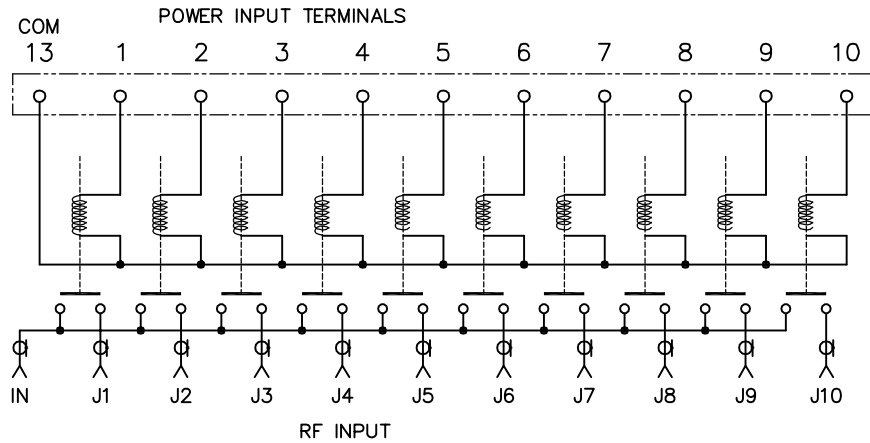 POWER INPUT TERMINALS
COM
13 1 2 3 4 5 6 7 8 9 10
IN J1 J2 J3 J4 J5 J6 J7 J8 J9 J10
RF INPUT